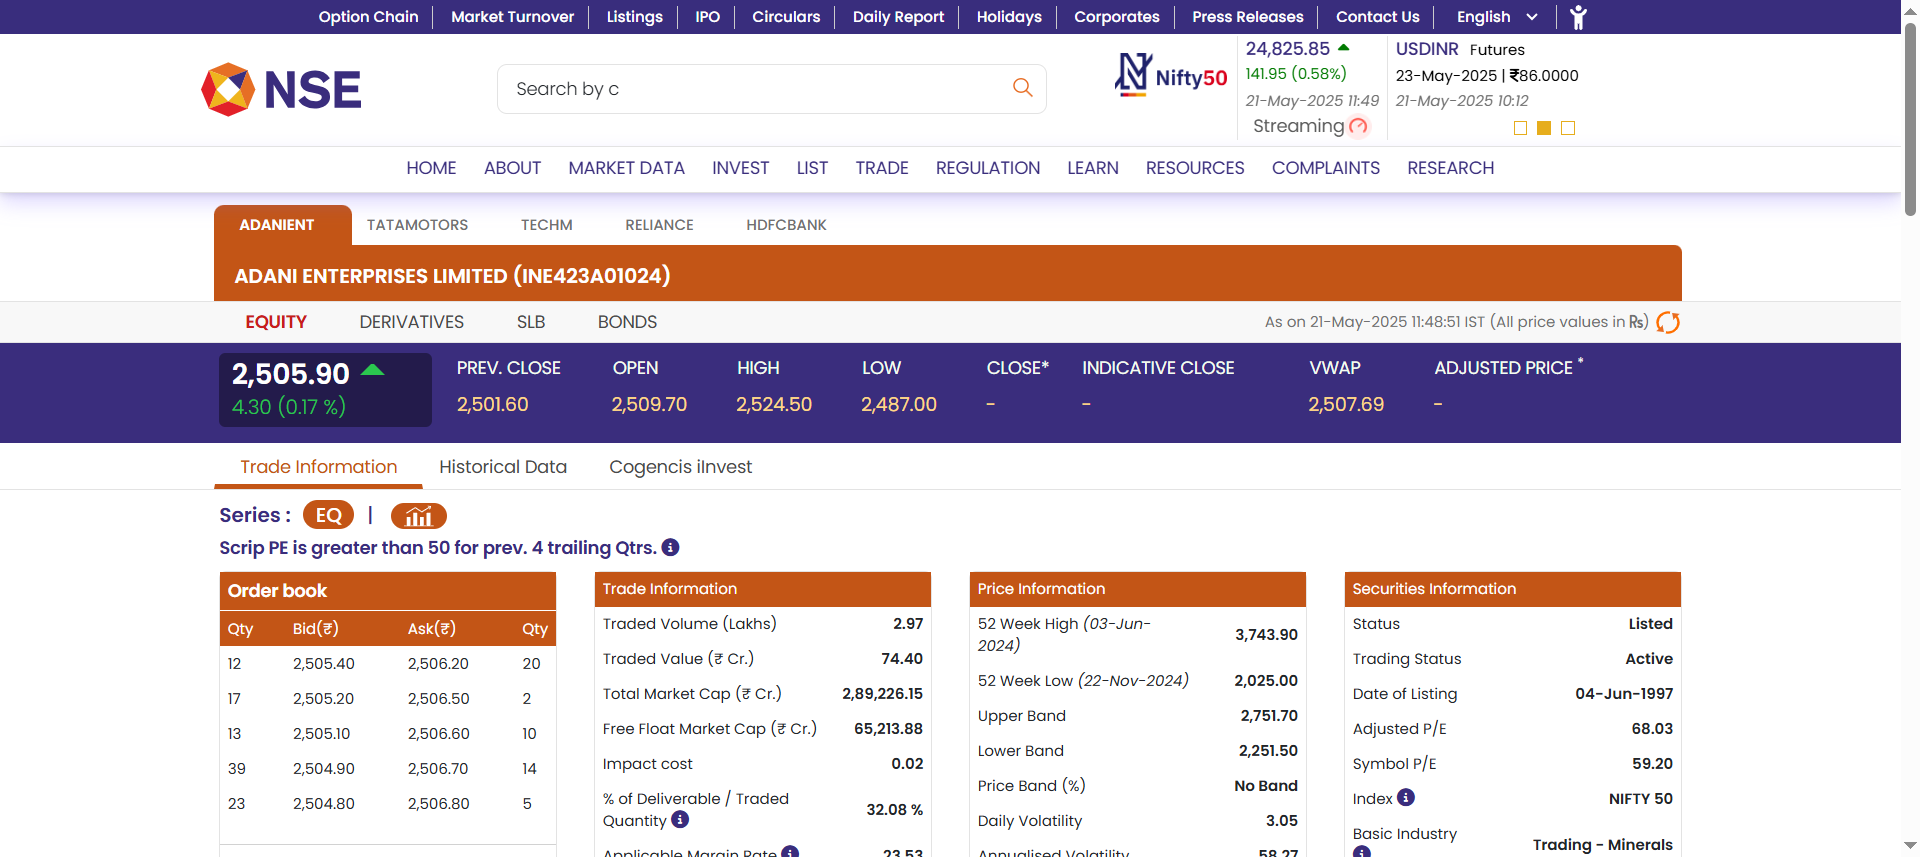 Option Chain Market Turnover Listings IPO Circulars Daily Report Holidays Corporates Press Releases Contact Us English
NSE
Search by c
Nifty50
24,825.85
141.95 (0.58%)
21-May-2025 11:49
Streaming
USDINR Futures
23-May-2025 | ₹86.0000
21-May-2025 10:12
HOME ABOUT MARKET DATA INVEST LIST TRADE REGULATION LEARN RESOURCES COMPLAINTS RESEARCH
ADANIENT TATAMOTORS TECHM RELIANCE HDFCBANK
ADANI ENTERPRISES LIMITED (INE423A01024)
EQUITY DERIVATIVES SLB BONDS As on 21-May-2025 11:48:51 IST (All price values in ₨)
2,505.90
4.30 (0.17 %)
PREV. CLOSE OPEN HIGH LOW CLOSE* INDICATIVE CLOSE VWAP ADJUSTED PRICE *
2,501.60 2,509.70 2,524.50 2,487.00 - - 2,507.69 -
Trade Information Historical Data Cogencis iInvest
Series : EQ |
Scrip PE is greater than 50 for prev. 4 trailing Qtrs.
Order book
Qty Bid(₹) Ask(₹) Qty
12 2,505.40 2,506.20 20
17 2,505.20 2,506.50 2
13 2,505.10 2,506.60 10
39 2,504.90 2,506.70 14
23 2,504.80 2,506.80 5
Trade Information
Traded Volume (Lakhs) 2.97
Traded Value (₹ Cr.) 74.40
Total Market Cap (₹ Cr.) 2,89,226.15
Free Float Market Cap (₹ Cr.) 65,213.88
Impact cost 0.02
% of Deliverable / Traded
Quantity 32.08 %
Applicable Margin Rate 23.53
Price Information
52 Week High (03-Jun-
2024) 3,743.90
52 Week Low (22-Nov-2024) 2,025.00
Upper Band 2,751.70
Lower Band 2,251.50
Price Band (%) No Band
Daily Volatility 3.05
Annualised Volatility 58.27
Securities Information
Status Listed
Trading Status Active
Date of Listing 04-Jun-1997
Adjusted P/E 68.03
Symbol P/E 59.20
Index NIFTY 50
Basic Industry
Trading - Minerals